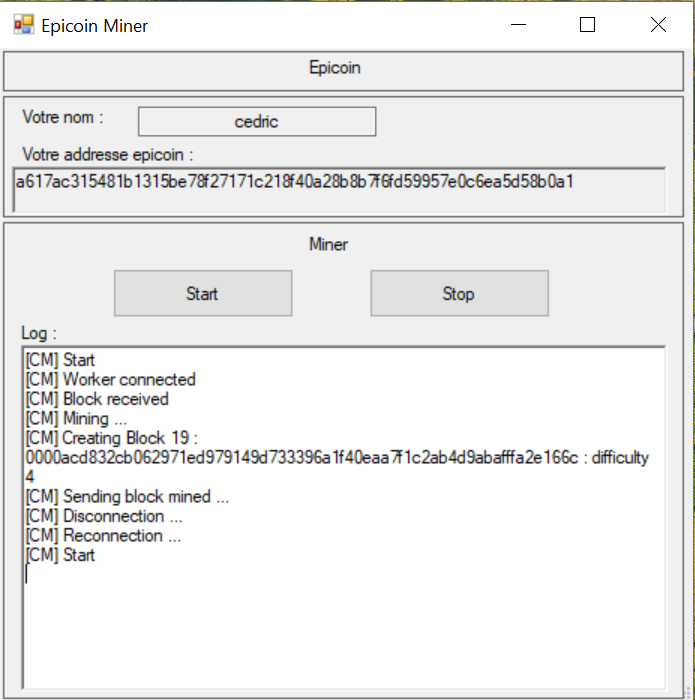 Epicoin Miner
Epicoin
Votre nom :
cedric
Votre addresse epicoin :
a617ac315481b1315be78f27171c218f40a28b8b7f6fd59957e0c6ea5d58b0a1
Miner
Start
Stop
Log :
[CM] Start
[CM] Worker connected
[CM] Block received
[CM] Mining ...
[CM] Creating Block 19 :
0000acd832cb062971ed979149d733396a1f40eaa7f1c2ab4d9abafffa2e166c : difficulty
4
[CM] Sending block mined ...
[CM] Disconnection ...
[CM] Reconnection ...
[CM] Start